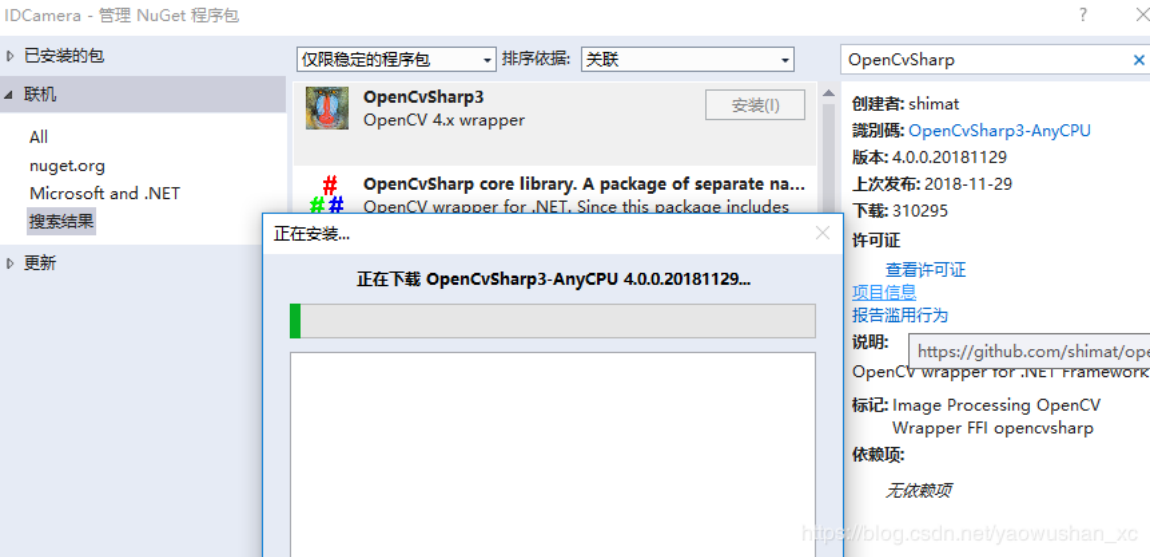 IDCamera - 管理 NuGet 程序包
?
已安装的包
联机
All
nuget.org
Microsoft and .NET
搜索结果
更新
仅限稳定的程序包
排序依据: 关联
OpenCvSharp3
OpenCV 4.x wrapper
安装(I)
OpenCvSharp core library. A package of separate na...
OpenCV wrapper for .NET. Since this package includes
正在安装...
正在下载 OpenCvSharp3-AnyCPU 4.0.0.20181129...
OpenCvSharp
创建者: shimat
識別碼: OpenCvSharp3-AnyCPU
版本: 4.0.0.20181129
上次发布: 2018-11-29
下载: 310295
许可证
查看许可证
项目信息
报告滥用行为
说明:
https://github.com/shimat/ope
OpenCV wrapper for .NET Framework
标记: Image Processing OpenCV
Wrapper FFI opencvsharp
依赖项:
无依赖项
https://blog.csdn.net/yaowushan_xc